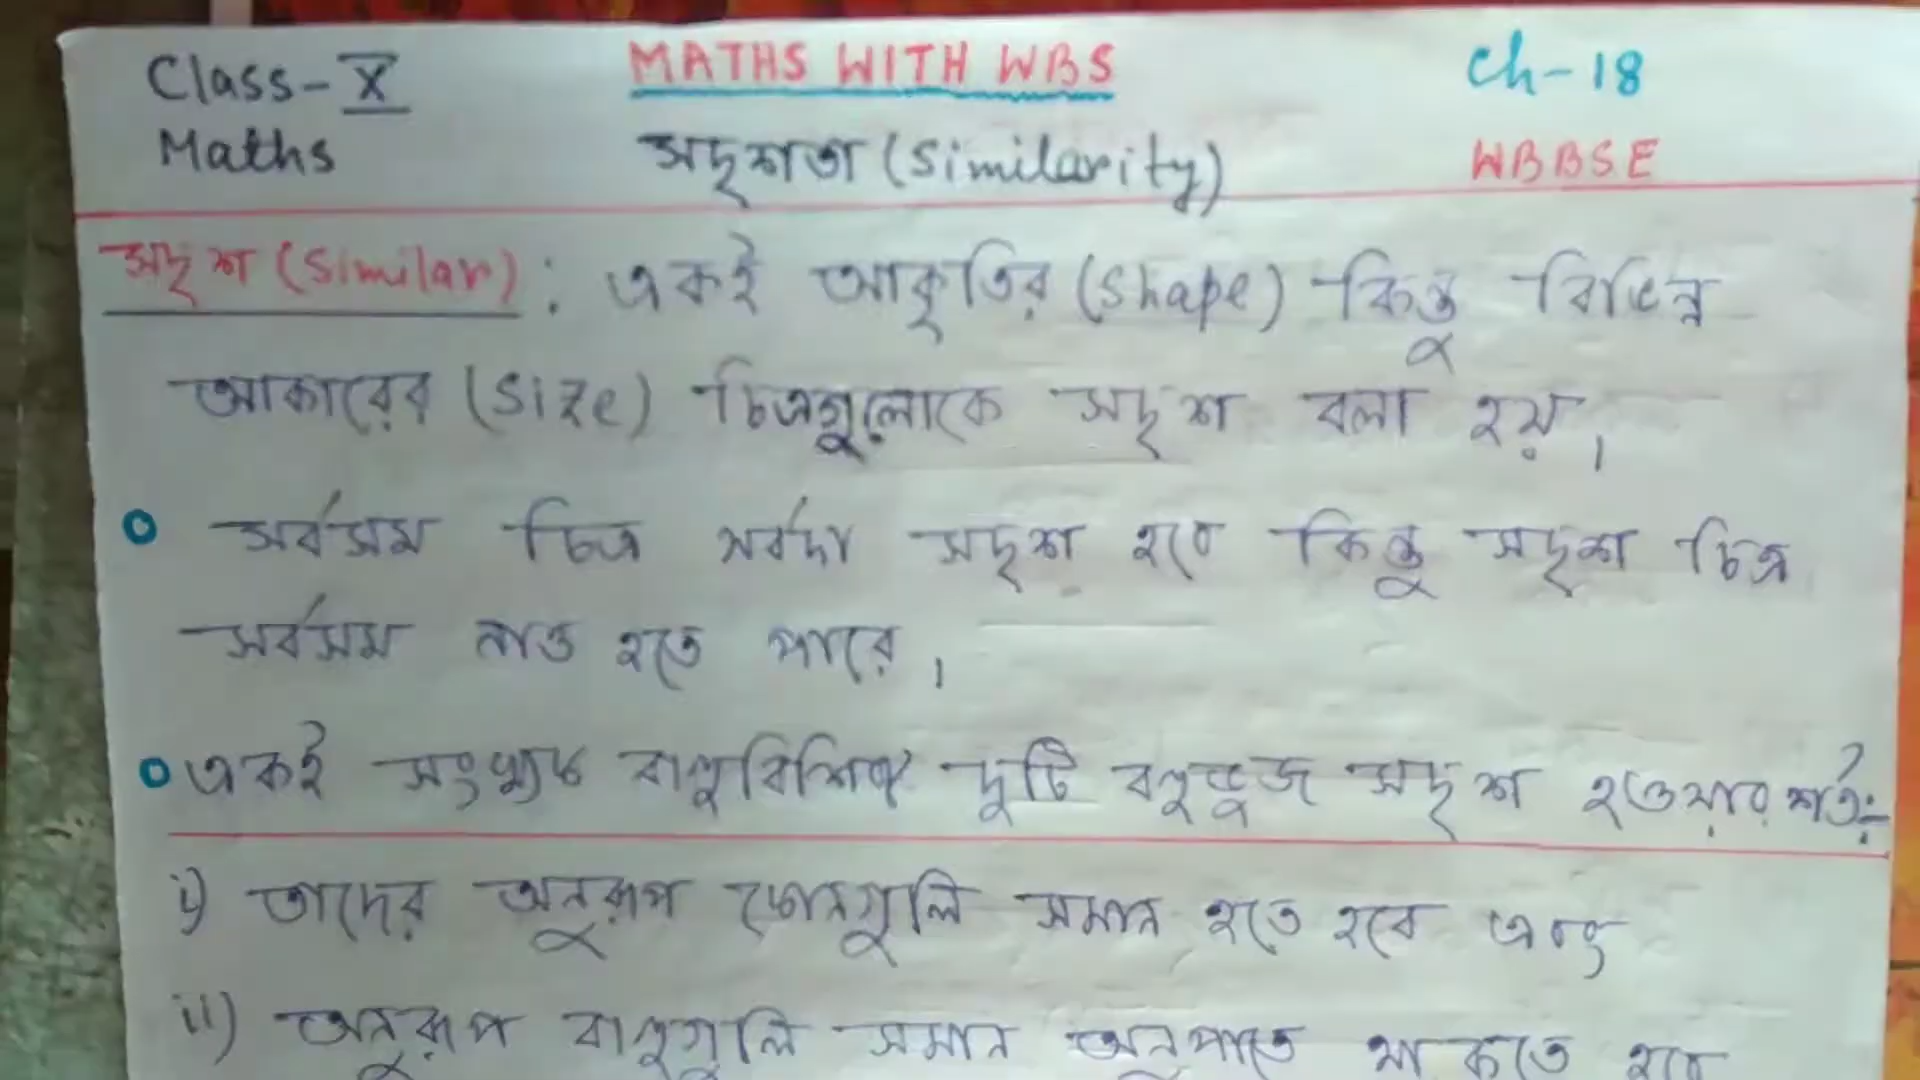 Class-X MATHS WITH WBS Ch-18
Maths সদৃশতা (Similarity) WBBSE
সদৃশ (Similar) : একই আকৃতির (Shape) কিন্তু বিভিন্ন
আকারের (Size) চিত্রগুলোকে সদৃশ বলা হয়।
সর্বসম চিত্র সর্বদা সদৃশ হবে কিন্তু সদৃশ চিত্র
সর্বসম নাও হতে পারে।
একই সংখ্যক বাহুবিশিষ্ট দুটি বহুভুজ সদৃশ হওয়ার শর্ত:-
i) তাদের অনুরূপ কোনগুলি সমান হতে হবে এবং
ii) অনুরূপ বাহুগুলি সমান অনুপাতে থাকতে হবে